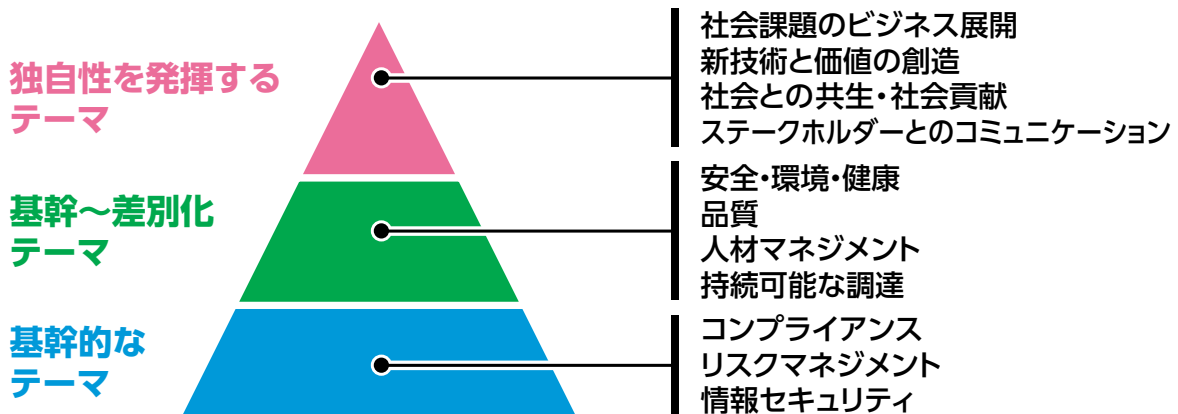 独自性を発揮する
テーマ
社会課題のビジネス展開
新技術と価値の創造
社会との共生・社会貢献
ステークホルダーとのコミュニケーション
基幹～差別化
テーマ
安全・環境・健康
品質
人材マネジメント
持続可能な調達
基幹的な
テーマ
コンプライアンス
リスクマネジメント
情報セキュリティ